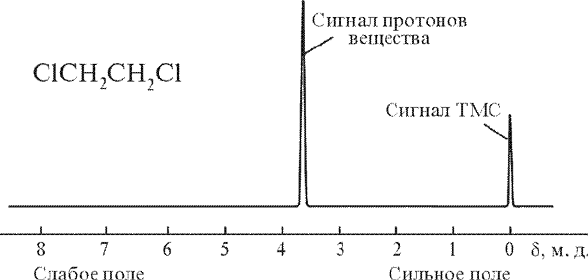 Сигнал протонов
вещества
ClCH₂CH₂Cl
Сигнал ТМС
8 7 6 5 4 3 2 1 0 δ, м. д.
Слабое поле Сильное поле